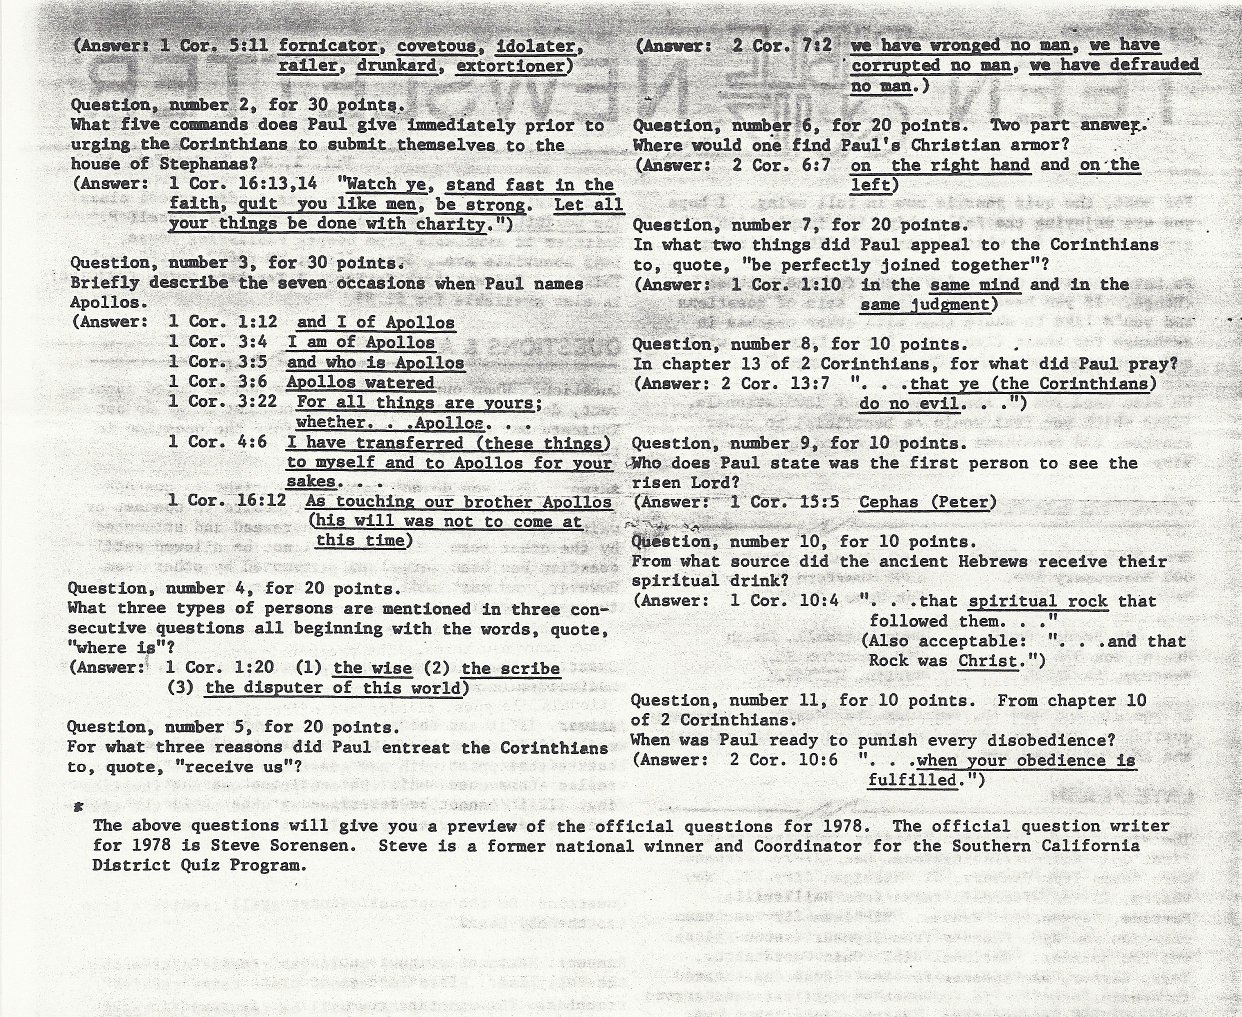 (Answer: 1 Cor. 5:11 fornicator, covetous, idolater,
railer, drunkard, extortioner)
Question, number 2, for 30 points.
What five commands does Paul give immediately prior to
urging the Corinthians to submit themselves to the
house of Stephanas?
(Answer: 1 Cor. 16:13,14 "Watch ye, stand fast in the
faith, quit you like men, be strong. Let all
your things be done with charity.")
Question, number 3, for 30 points.
Briefly describe the seven occasions when Paul names
Apollos.
(Answer: 1 Cor. 1:12 and I of Apollos
1 Cor. 3:4 I am of Apollos
1 Cor. 3:5 and who is Apollos
1 Cor. 3:6 Apollos watered
1 Cor. 3:22 For all things are yours;
whether. . .Apollos. . .
1 Cor. 4:6 I have transferred (these things)
to myself and to Apollos for your
sakes. . .
1 Cor. 16:12 As touching our brother Apollos
(his will was not to come at
this time)
Question, number 4, for 20 points.
What three types of persons are mentioned in three con-
secutive questions all beginning with the words, quote,
"where is"?
(Answer: 1 Cor. 1:20 (1) the wise (2) the scribe
(3) the disputer of this world)
Question, number 5, for 20 points.
For what three reasons did Paul entreat the Corinthians
to, quote, "receive us"?
(Answer: 2 Cor. 7:2 we have wronged no man, we have
corrupted no man, we have defrauded
no man.)
Question, number 6, for 20 points. Two part answer.
Where would one find Paul's Christian armor?
(Answer: 2 Cor. 6:7 on the right hand and on the
left)
Question, number 7, for 20 points.
In what two things did Paul appeal to the Corinthians
to, quote, "be perfectly joined together"?
(Answer: 1 Cor. 1:10 in the same mind and in the
same judgment)
Question, number 8, for 10 points.
In chapter 13 of 2 Corinthians, for what did Paul pray?
(Answer: 2 Cor. 13:7 ". . .that ye (the Corinthians)
do no evil. . .")
Question, number 9, for 10 points.
Who does Paul state was the first person to see the
risen Lord?
(Answer: 1 Cor. 15:5 Cephas (Peter)
Question, number 10, for 10 points.
From what source did the ancient Hebrews receive their
spiritual drink?
(Answer: 1 Cor. 10:4 ". . .that spiritual rock that
followed them. . ."
(Also acceptable: ". . .and that
Rock was Christ.")
Question, number 11, for 10 points. From chapter 10
of 2 Corinthians.
When was Paul ready to punish every disobedience?
(Answer: 2 Cor. 10:6 ". . .when your obedience is
fulfilled.")
The above questions will give you a preview of the official questions for 1978. The official question writer
for 1978 is Steve Sorensen. Steve is a former national winner and Coordinator for the Southern California
District Quiz Program.